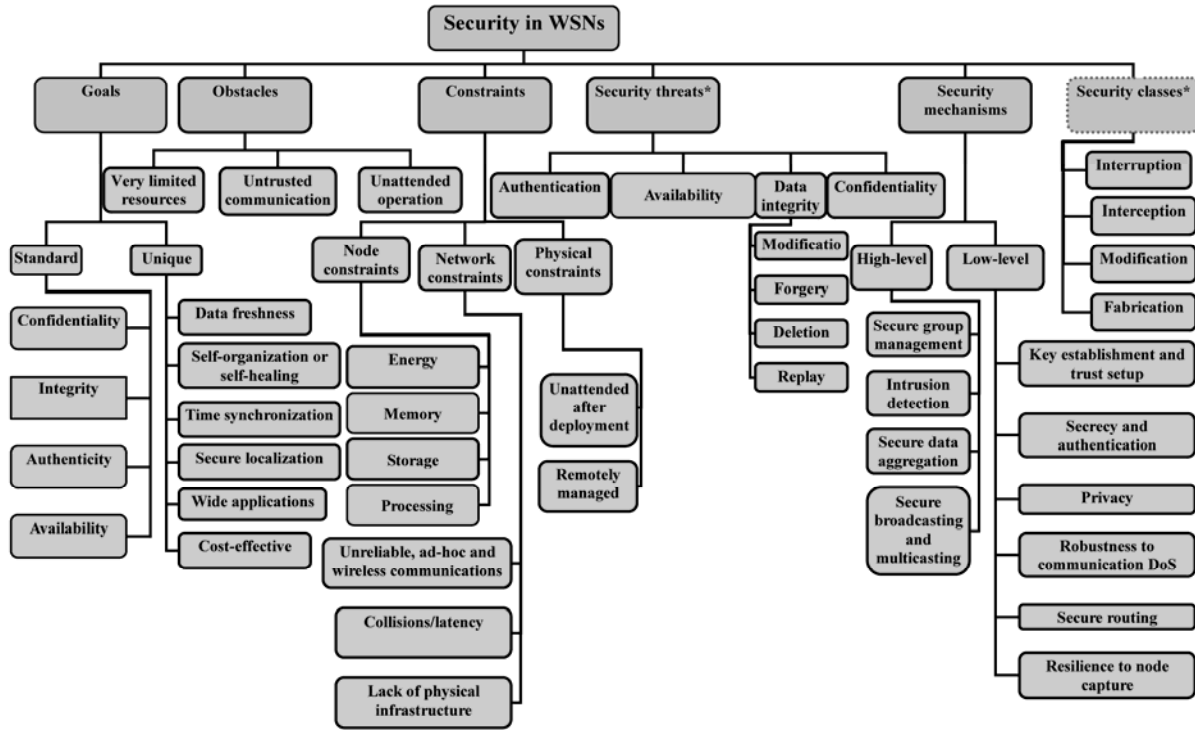 Security in WSNs
Goals
Obstacles
Constraints
Security threats*
Security
mechanisms
Security classes*
Very limited
resources
Untrusted
communication
Unattended
operation
Authentication
Availability
Data
integrity
Confidentiality
Interruption
Interception
Modification
Fabrication
Standard
Unique
Node
constraints
Network
constraints
Physical
constraints
Modificatio
Forgery
Deletion
Replay
High-level
Low-level
Confidentiality
Integrity
Authenticity
Availability
Data freshness
Self-organization or
self-healing
Time synchronization
Secure localization
Wide applications
Cost-effective
Energy
Memory
Storage
Processing
Unreliable, ad-hoc and
wireless communications
Collisions/latency
Lack of physical
infrastructure
Unattended
after
deployment
Remotely
managed
Secure group
management
Intrusion
detection
Secure data
aggregation
Secure
broadcasting
and
multicasting
Key establishment and
trust setup
Secrecy and
authentication
Privacy
Robustness to
communication DoS
Secure routing
Resilience to node
capture